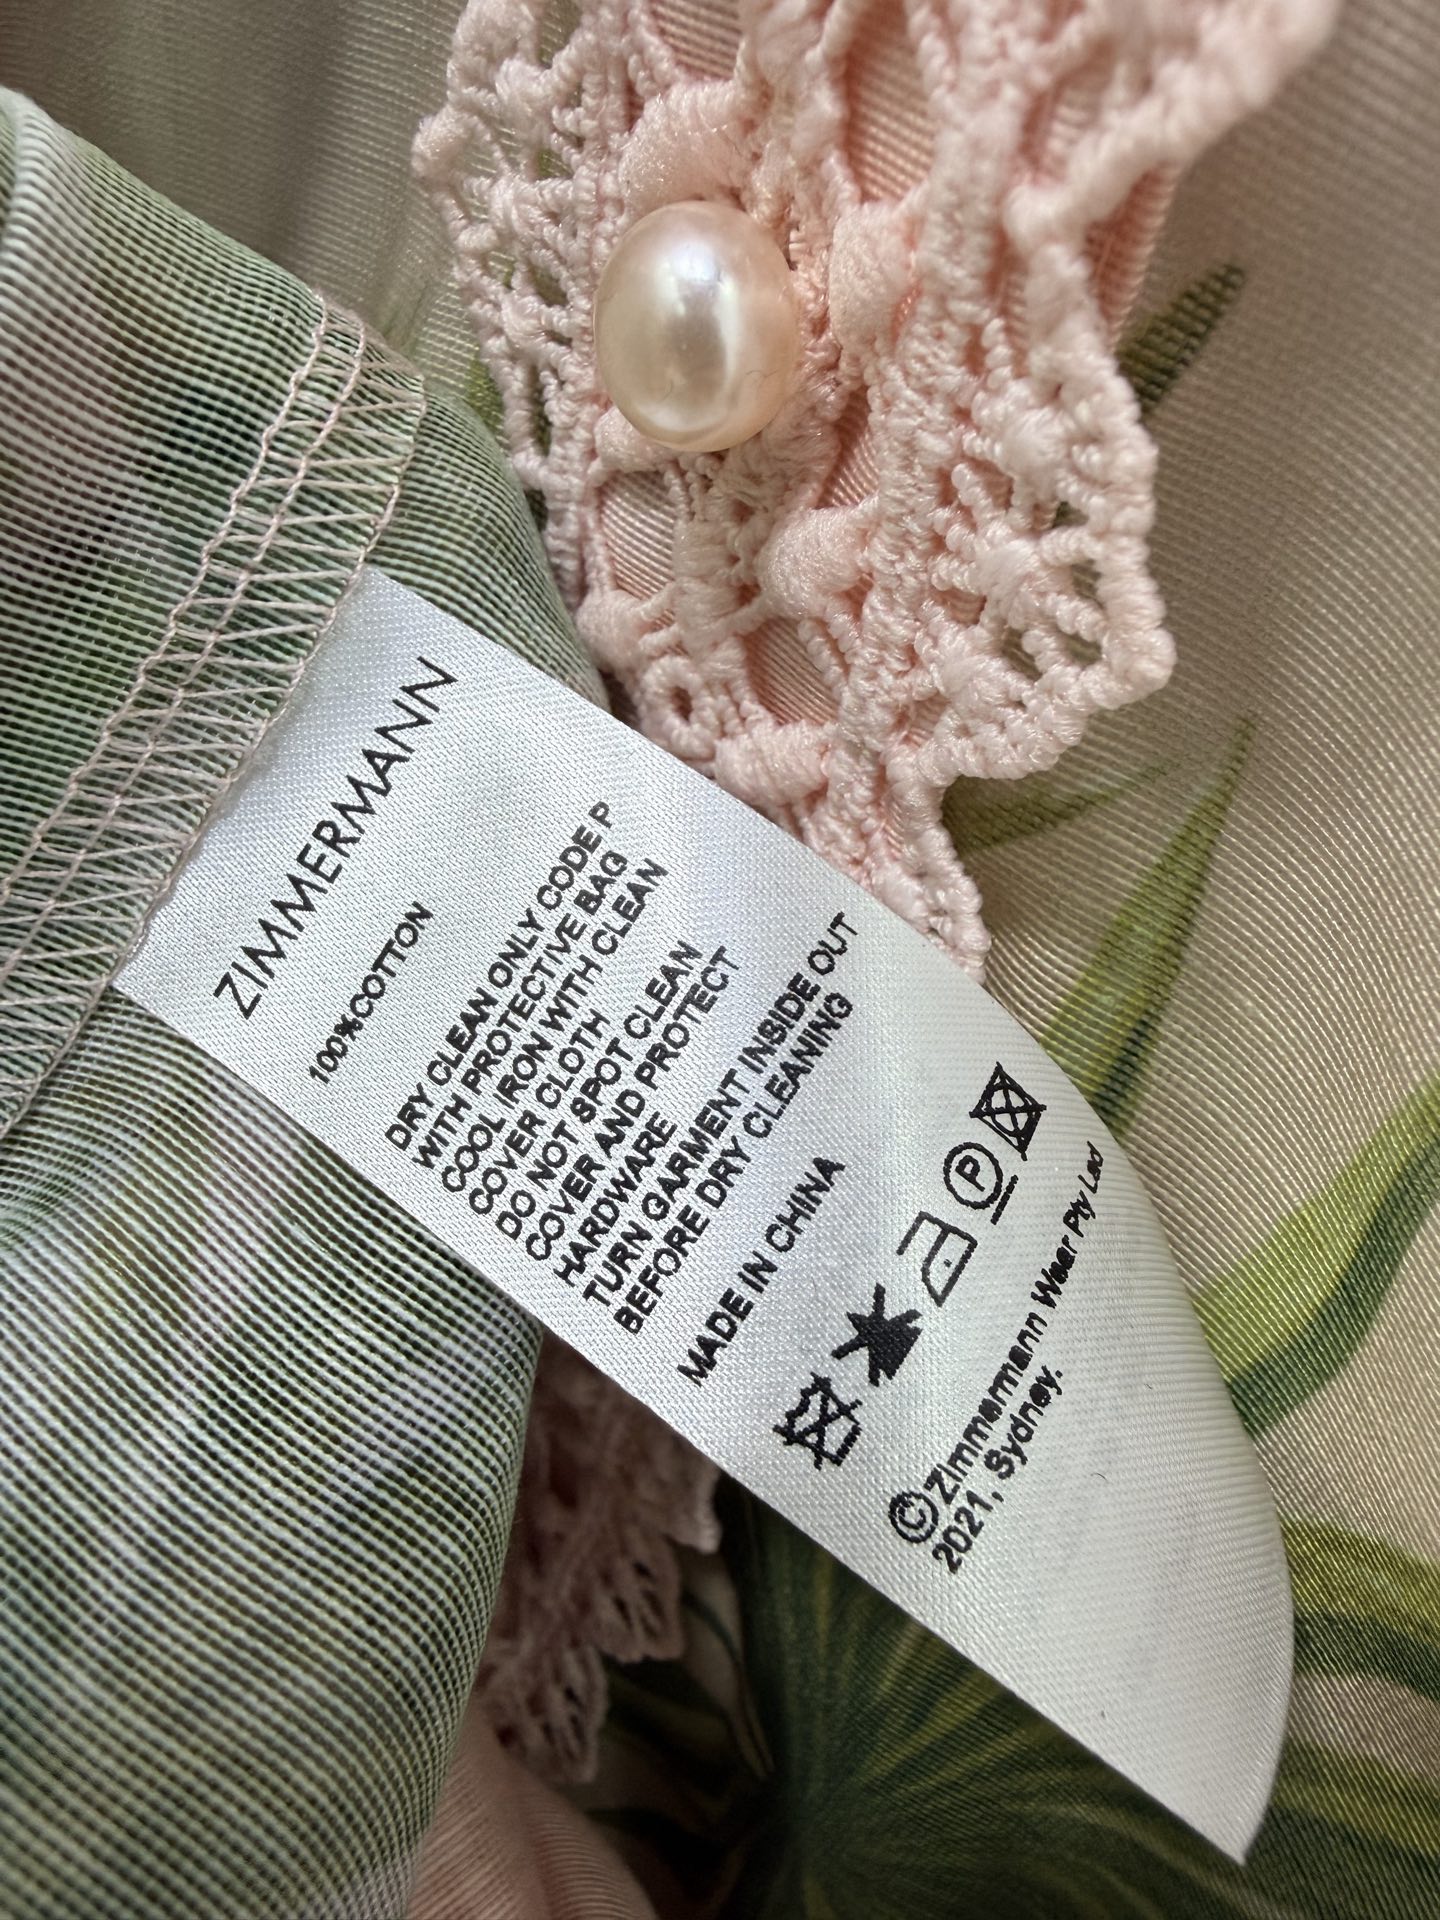 ZIMMERMANN
100%COTTON
DRY CLEAN ONLY CODE P
WITH PROTECTIVE BAG
COOL IRON WITH CLEAN
COVER CLOTH
DO NOT SPOT CLEAN
COVER AND PROTECT
HARDWARE
TURN GARMENT INSIDE OUT
BEFORE DRY CLEANING
MADE IN CHINA
P
©Zimmermann Wear Pty Lad
2021, Sydney.